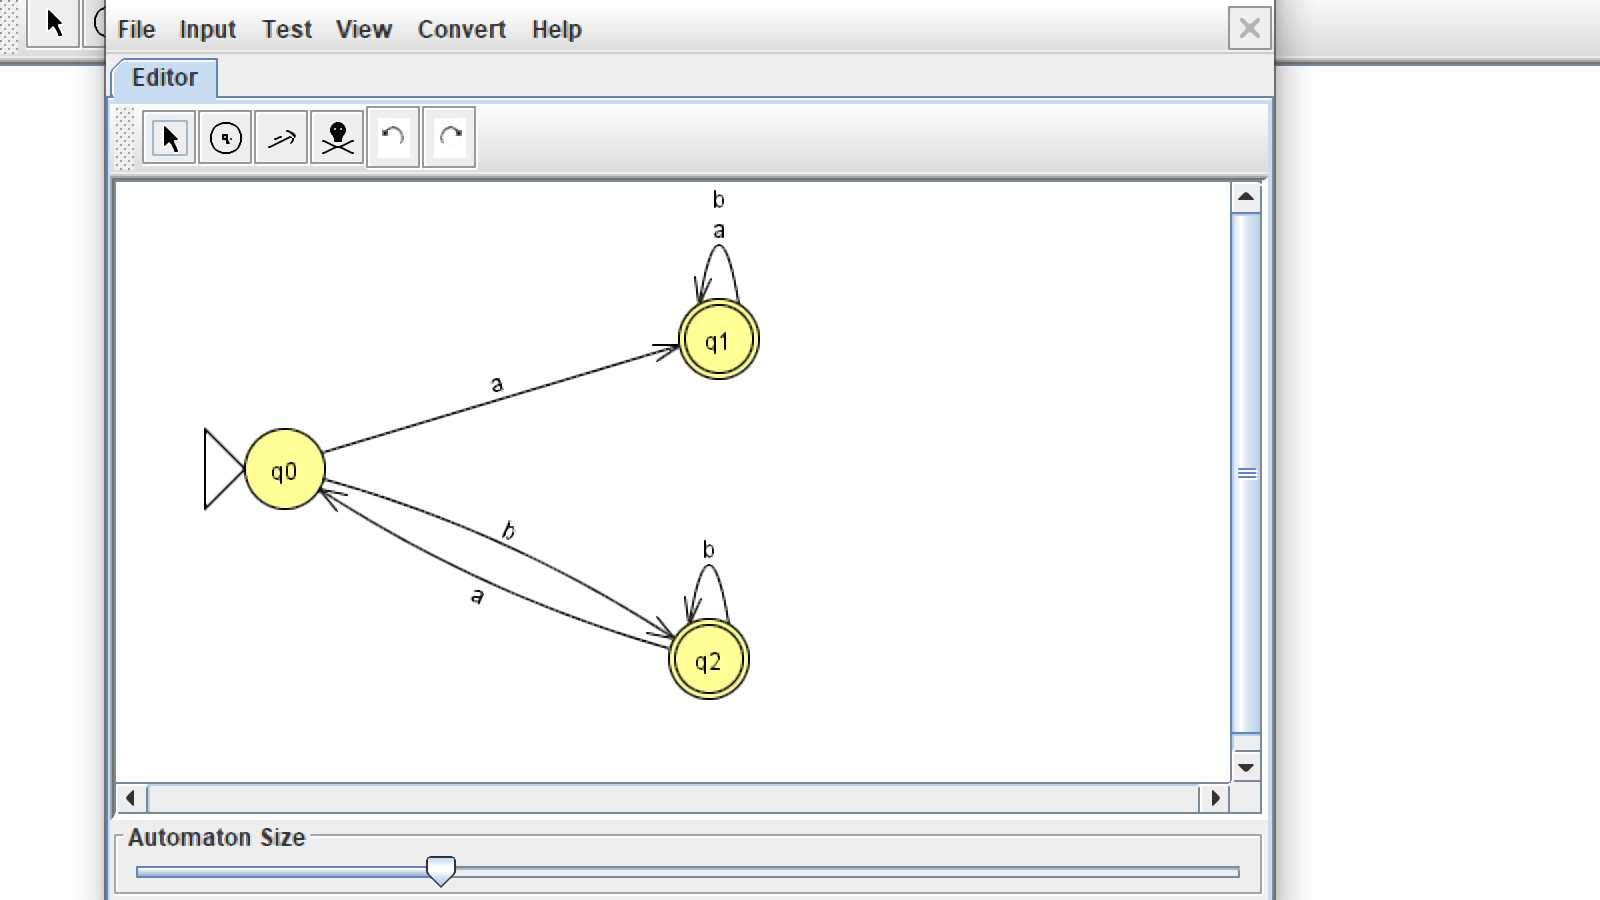 File Input Test View Convert Help
Editor
q
b
a
q1
a
q0
b
b
a
q2
Automaton Size